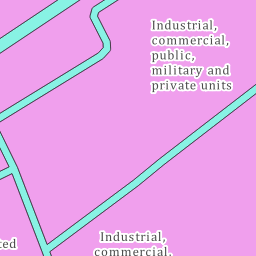 Industrial,
commercial,
public,
military and
private units
Industrial,
commercial,